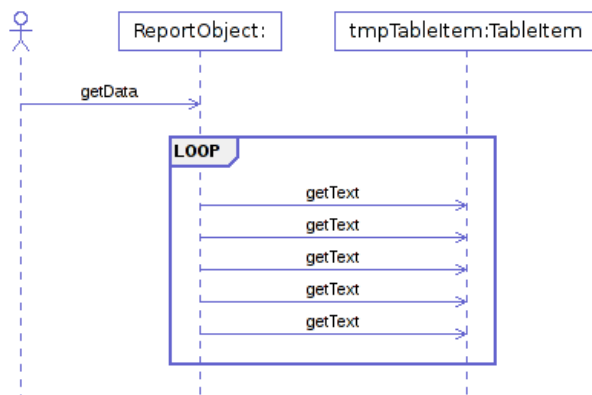 ReportObject:
tmpTableItem:TableItem
getData
LOOP
getText
getText
getText
getText
getText